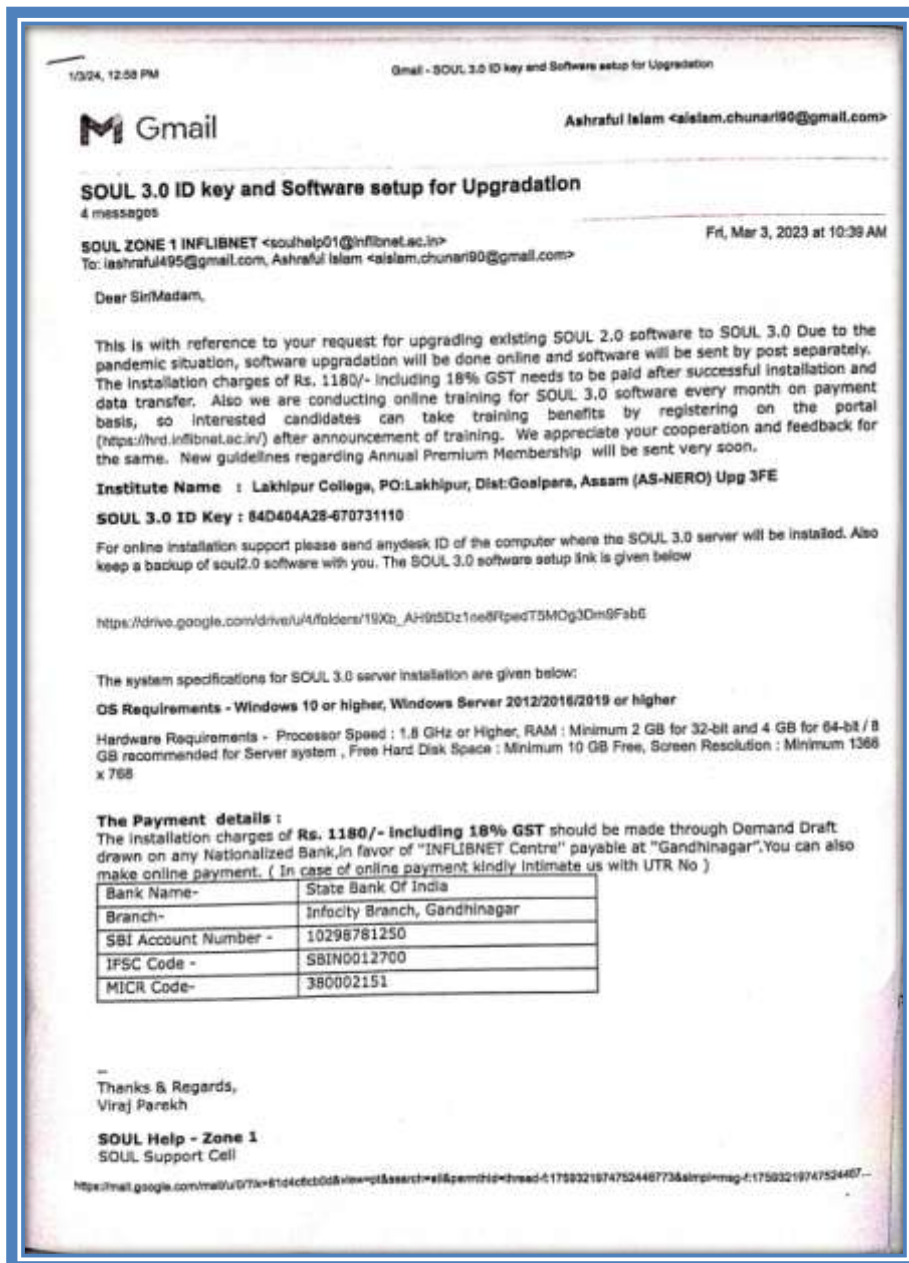 1/3/24, 12:58 PM
Gmail - SOUL 3.0 ID key and Software setup for Upgradation
Gmail
Ashraful Islam <aislam.chunari90@gmail.com>
SOUL 3.0 ID key and Software setup for Upgradation
4 messages
SOUL ZONE 1 INFLIBNET <soulhelp01@inflibnet.ac.in>
Fri, Mar 3, 2023 at 10:39 AM
To: iashraful495@gmail.com, Ashraful Islam <aislam.chunari90@gmail.com>
Dear Sir/Madam,
This is with reference to your request for upgrading existing SOUL 2.0 software to SOUL 3.0 Due to the
pandemic situation, software upgradation will be done online and software will be sent by post separately.
The Installation charges of Rs. 1180/- including 18% GST needs to be paid after successful installation and
data transfer. Also we are conducting online training for SOUL 3.0 software every month on payment
basis, so interested candidates can take training benefits by registering on the portal
(https://hrd.inflibnet.ac.in/) after announcement of training. We appreciate your cooperation and feedback for
the same. New guidelines regarding Annual Premium Membership will be sent very soon.
Institute Name : Lakhipur College, PO:Lakhipur, Dist:Goalpara, Assam (AS-NERO) Upg 3FE
SOUL 3.0 ID Key : 84D404A28-670731110
For online installation support please send anydesk ID of the computer where the SOUL 3.0 server will be installed. Also
keep a backup of soul2.0 software with you. The SOUL 3.0 software setup link is given below
The system specifications for SOUL 3.0 server installation are given below:
OS Requirements - Windows 10 or higher, Windows Server 2012/2016/2019 or higher
Hardware Requirements - Processor Speed : 1.8 GHz or Higher, RAM : Minimum 2 GB for 32-bit and 4 GB for 64-bit / 8
GB recommended for Server system , Free Hard Disk Space : Minimum 10 GB Free, Screen Resolution : Minimum 1366
x 768
The Payment details :
The installation charges of Rs. 1180/- including 18% GST should be made through Demand Draft
drawn on any Nationalized Bank,in favor of "INFLIBNET Centre" payable at "Gandhinagar",You can also
make online payment. ( In case of online payment kindly intimate us with UTR No )
Bank Name- State Bank Of India
Branch- Infocity Branch, Gandhinagar
SBI Account Number - 10298781250
IFSC Code - SBIN0012700
MICR Code- 380002151
--
Thanks & Regards,
Viraj Parekh
SOUL Help - Zone 1
SOUL Support Cell